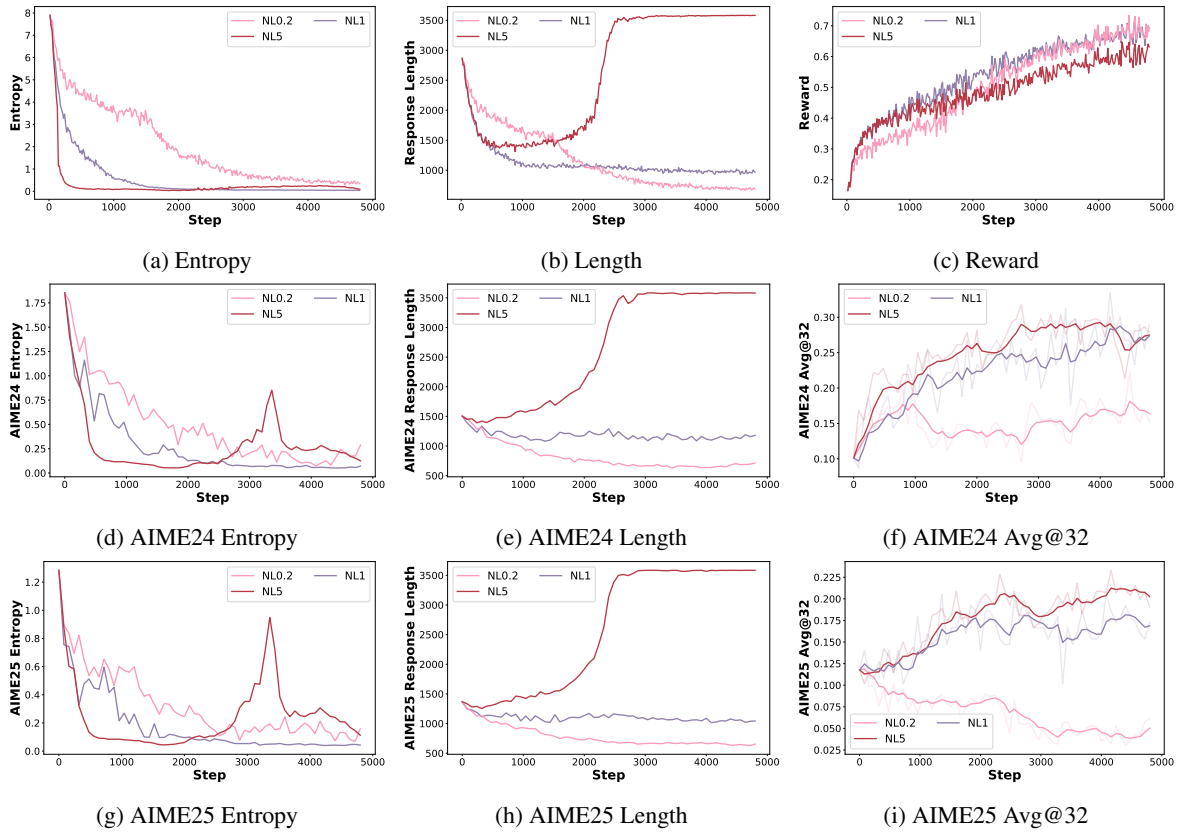 NL0.2 NL1
NL5
Entropy
8
7
6
5
4
3
2
1
0
0 1000 2000 3000 4000 5000
Step
(a) Entropy
NL0.2 NL1
NL5
Response Length
3500
3000
2500
2000
1500
1000
0 1000 2000 3000 4000 5000
Step
(b) Length
NL0.2 NL1
NL5
Reward
0.7
0.6
0.5
0.4
0.3
0.2
0 1000 2000 3000 4000 5000
Step
(c) Reward
NL0.2 NL1
NL5
AIME24 Entropy
1.75
1.50
1.25
1.00
0.75
0.50
0.25
0.00
0 1000 2000 3000 4000 5000
Step
(d) AIME24 Entropy
NL0.2 NL1
NL5
AIME24 Response Length
3500
3000
2500
2000
1500
1000
500
0 1000 2000 3000 4000 5000
Step
(e) AIME24 Length
NL0.2 NL1
NL5
AIME24 Avg@32
0.30
0.25
0.20
0.15
0.10
0 1000 2000 3000 4000 5000
Step
(f) AIME24 Avg@32
NL0.2 NL1
NL5
AIME25 Entropy
1.2
1.0
0.8
0.6
0.4
0.2
0.0
0 1000 2000 3000 4000 5000
Step
(g) AIME25 Entropy
NL0.2 NL1
NL5
AIME25 Response Length
3500
3000
2500
2000
1500
1000
500
0 1000 2000 3000 4000 5000
Step
(h) AIME25 Length
AIME25 Avg@32
0.225
0.200
0.175
0.150
0.125
0.100
0.075
0.050
0.025
NL0.2 NL1
NL5
0 1000 2000 3000 4000 5000
Step
(i) AIME25 Avg@32